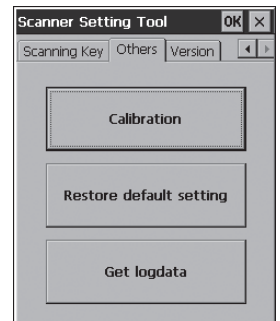 Scanner Setting Tool OK ×
Scanning Key Others Version
Calibration
Restore default setting
Get logdata